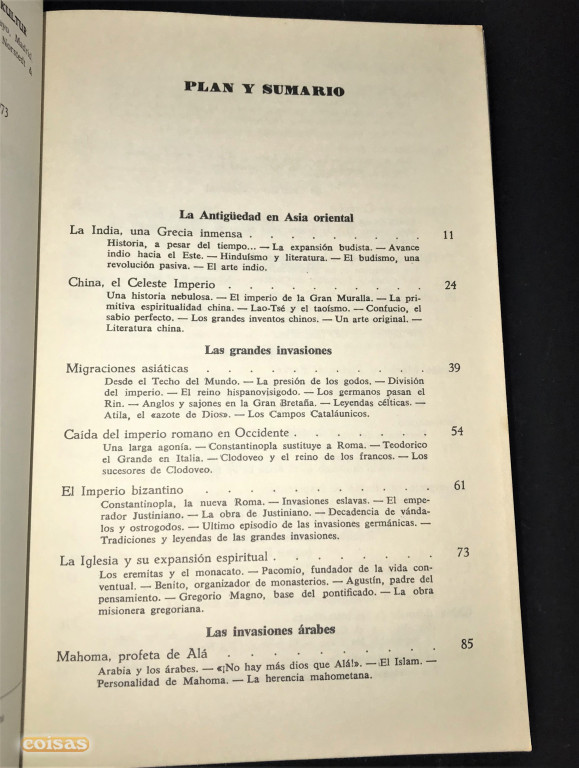 KULTUR
Madrid
Norstedt &
73
PLAN Y SUMARIO
La Antigüedad en Asia oriental
La India, una Grecia inmensa . . . . . . . . . 11
Historia, a pesar del tiempo... — La expansión budista. — Avance
indio hacia el Este. — Hinduísmo y literatura. — El budismo, una
revolución pasiva. — El arte indio.
China, el Celeste Imperio . . . . . . . . . 24
Una historia nebulosa. — El imperio de la Gran Muralla. — La pri-
mitiva espiritualidad china. — Lao-Tsé y el taoísmo. — Confucio, el
sabio perfecto. — Los grandes inventos chinos. — Un arte original. —
Literatura china.
Las grandes invasiones
Migraciones asiáticas . . . . . . . . . 39
Desde el Techo del Mundo. — La presión de los godos. — División
del imperio. — El reino hispanovisigodo. — Los germanos pasan el
Rin. — Anglos y sajones en la Gran Bretaña. — Leyendas célticas. —
Atila, el «azote de Dios». — Los Campos Cataláunicos.
Caída del imperio romano en Occidente . . . . . . . 54
Una larga agonía. — Constantinopla sustituye a Roma. — Teodorico
el Grande en Italia. — Clodoveo y el reino de los francos. — Los
sucesores de Clodoveo.
El Imperio bizantino . . . . . . . . . 61
Constantinopla, la nueva Roma. — Invasiones eslavas. — El empe-
rador Justiniano. — La obra de Justiniano. — Decadencia de vánda-
los y ostrogodos. — Ultimo episodio de las invasiones germánicas. —
Tradiciones y leyendas de las grandes invasiones.
La Iglesia y su expansión espiritual . . . . . . . . 73
Los eremitas y el monacato. — Pacomio, fundador de la vida con-
ventual. — Benito, organizador de monasterios. — Agustín, padre del
pensamiento. — Gregorio Magno, base del pontificado. — La obra
misionera gregoriana.
Las invasiones árabes
Mahoma, profeta de Alá . . . . . . . . . 85
Arabia y los árabes. — «¡No hay más dios que Alá!». — El Islam. —
Personalidad de Mahoma. — La herencia mahometana.
coisas